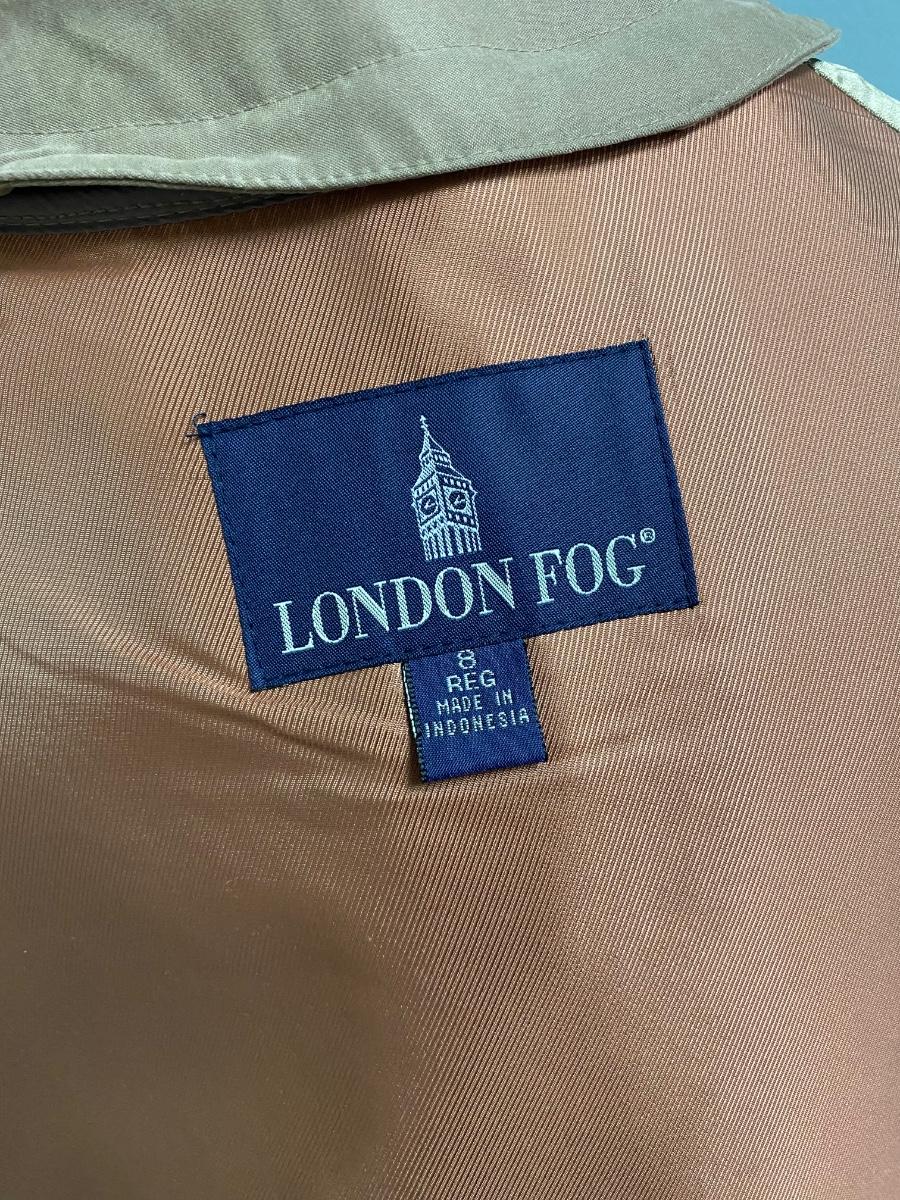 LONDON FOG®
8
REG
MADE IN
INDONESIA